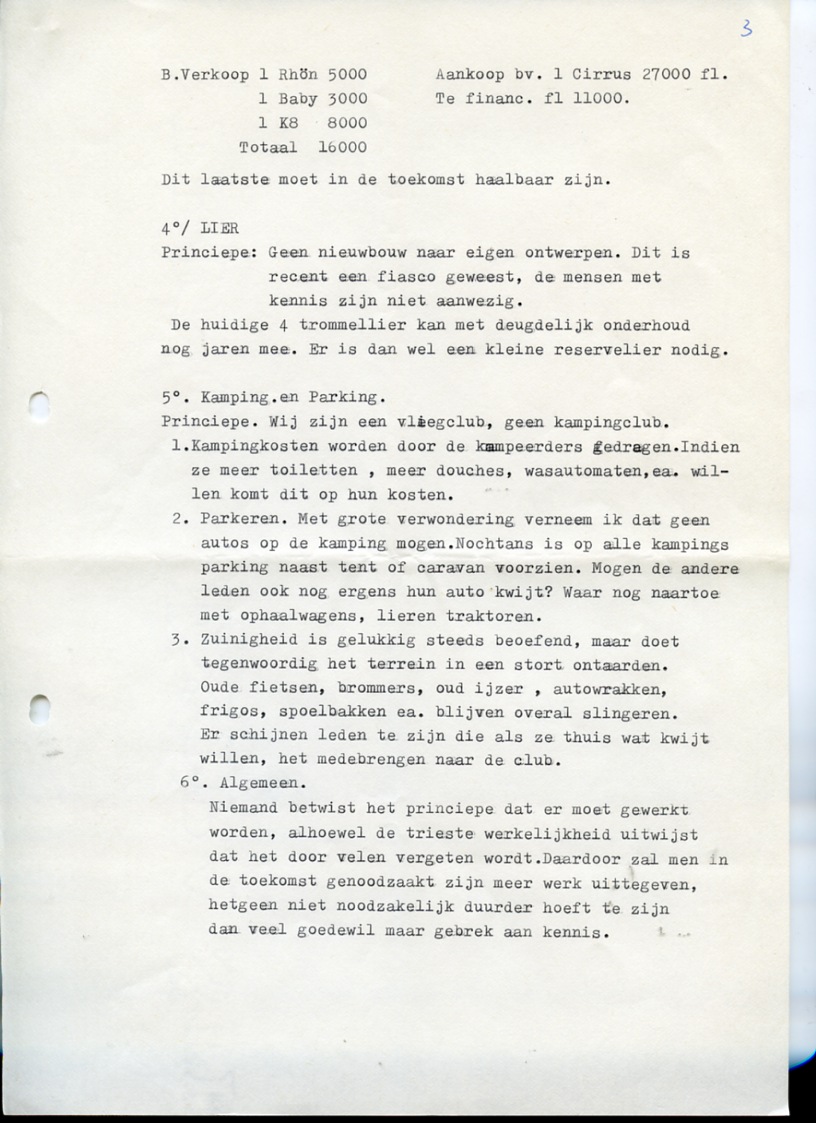 3
B.Verkoop 1 Rhön 5000 Aankoop bv. 1 Cirrus 27000 fl.
1 Baby 3000 Te financ. fl 11000.
1 K8 8000
Totaal 16000
Dit laatste moet in de toekomst haalbaar zijn.
4°/ LIER
Principe: Geen nieuwbouw naar eigen ontwerpen. Dit is
recent een fiasco geweest, de mensen met
kennis zijn niet aanwezig.
De huidige 4 trommellier kan met deugdelijk onderhoud
nog jaren mee. Er is dan wel een kleine reservelier nodig.
5°. Kamping.en Parking.
Princiepe. Wij zijn een vliegclub, geen kampingclub.
1.Kampingkosten worden door de kampeerders gedragen.Indien
ze meer toiletten , meer douches, wasautomaten,ea. wil-
len komt dit op hun kosten.
2. Parkeren. Met grote verwondering verneem ik dat geen
autos op de kamping mogen.Nochtans is op alle kampings
parking naast tent of caravan voorzien. Mogen de andere
leden ook nog ergens hun auto kwijt? Waar nog naartoe
met ophaalwagens, lieren traktoren.
3. Zuinigheid is gelukkig steeds beoefend, maar doet
tegenwoordig het terrein in een stort ontaarden.
Oude fietsen, brommers, oud ijzer , autowrakken,
frigos, spoelbakken ea. blijven overal slingeren.
Er schijnen leden te zijn die als ze thuis wat kwijt
willen, het medebrengen naar de club.
6°. Algemeen.
Niemand betwist het princiepe dat er moet gewerkt
worden, alhoewel de trieste werkelijkheid uitwijst
dat het door velen vergeten wordt.Daardoor zal men in
de toekomst genoodzaakt zijn meer werk uittegeven,
hetgeen niet noodzakelijk duurder hoeft te zijn
dan veel goedewil maar gebrek aan kennis.